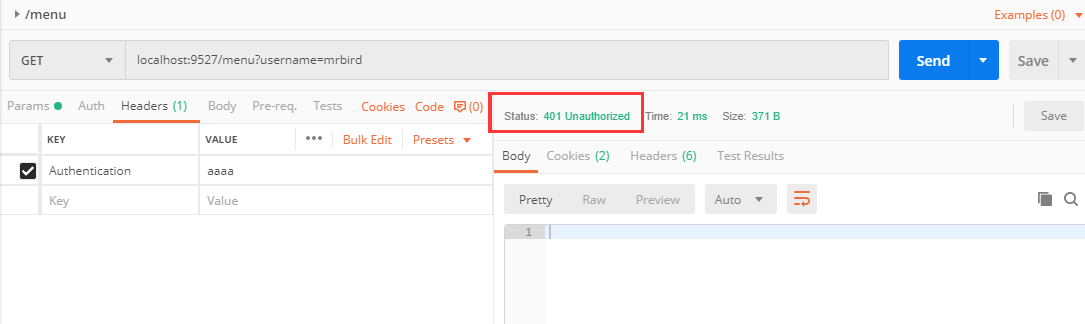 /menu
Examples (0)
GET
localhost:9527/menu?username=mrbird
Send
Save
Params Auth Headers (1) Body Pre-req. Tests Cookies Code (0)
KEY VALUE ••• Bulk Edit Presets
Authentication aaaa
Key Value
Status: 401 Unauthorized Time: 21 ms Size: 371 B Save
Body Cookies (2) Headers (6) Test Results
Pretty Raw Preview Auto
1